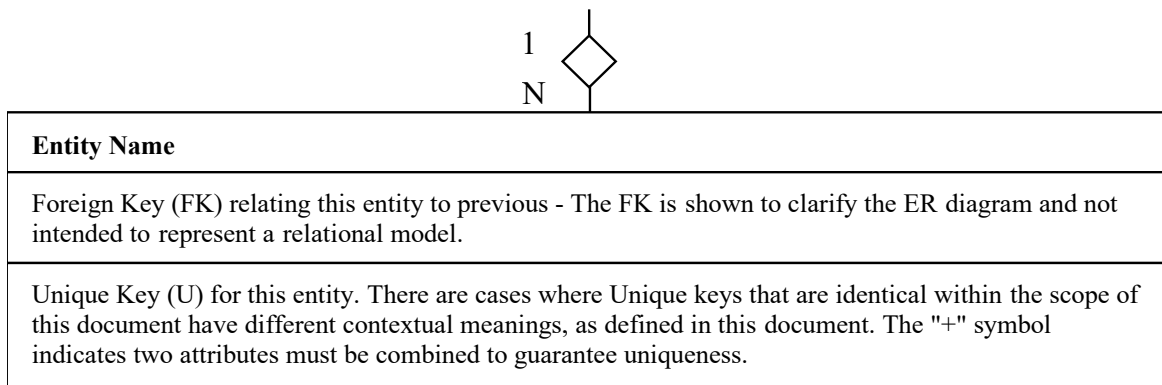 1
N
Entity Name
Foreign Key (FK) relating this entity to previous - The FK is shown to clarify the ER diagram and not
intended to represent a relational model.
Unique Key (U) for this entity. There are cases where Unique keys that are identical within the scope of
this document have different contextual meanings, as defined in this document. The "+" symbol
indicates two attributes must be combined to guarantee uniqueness.